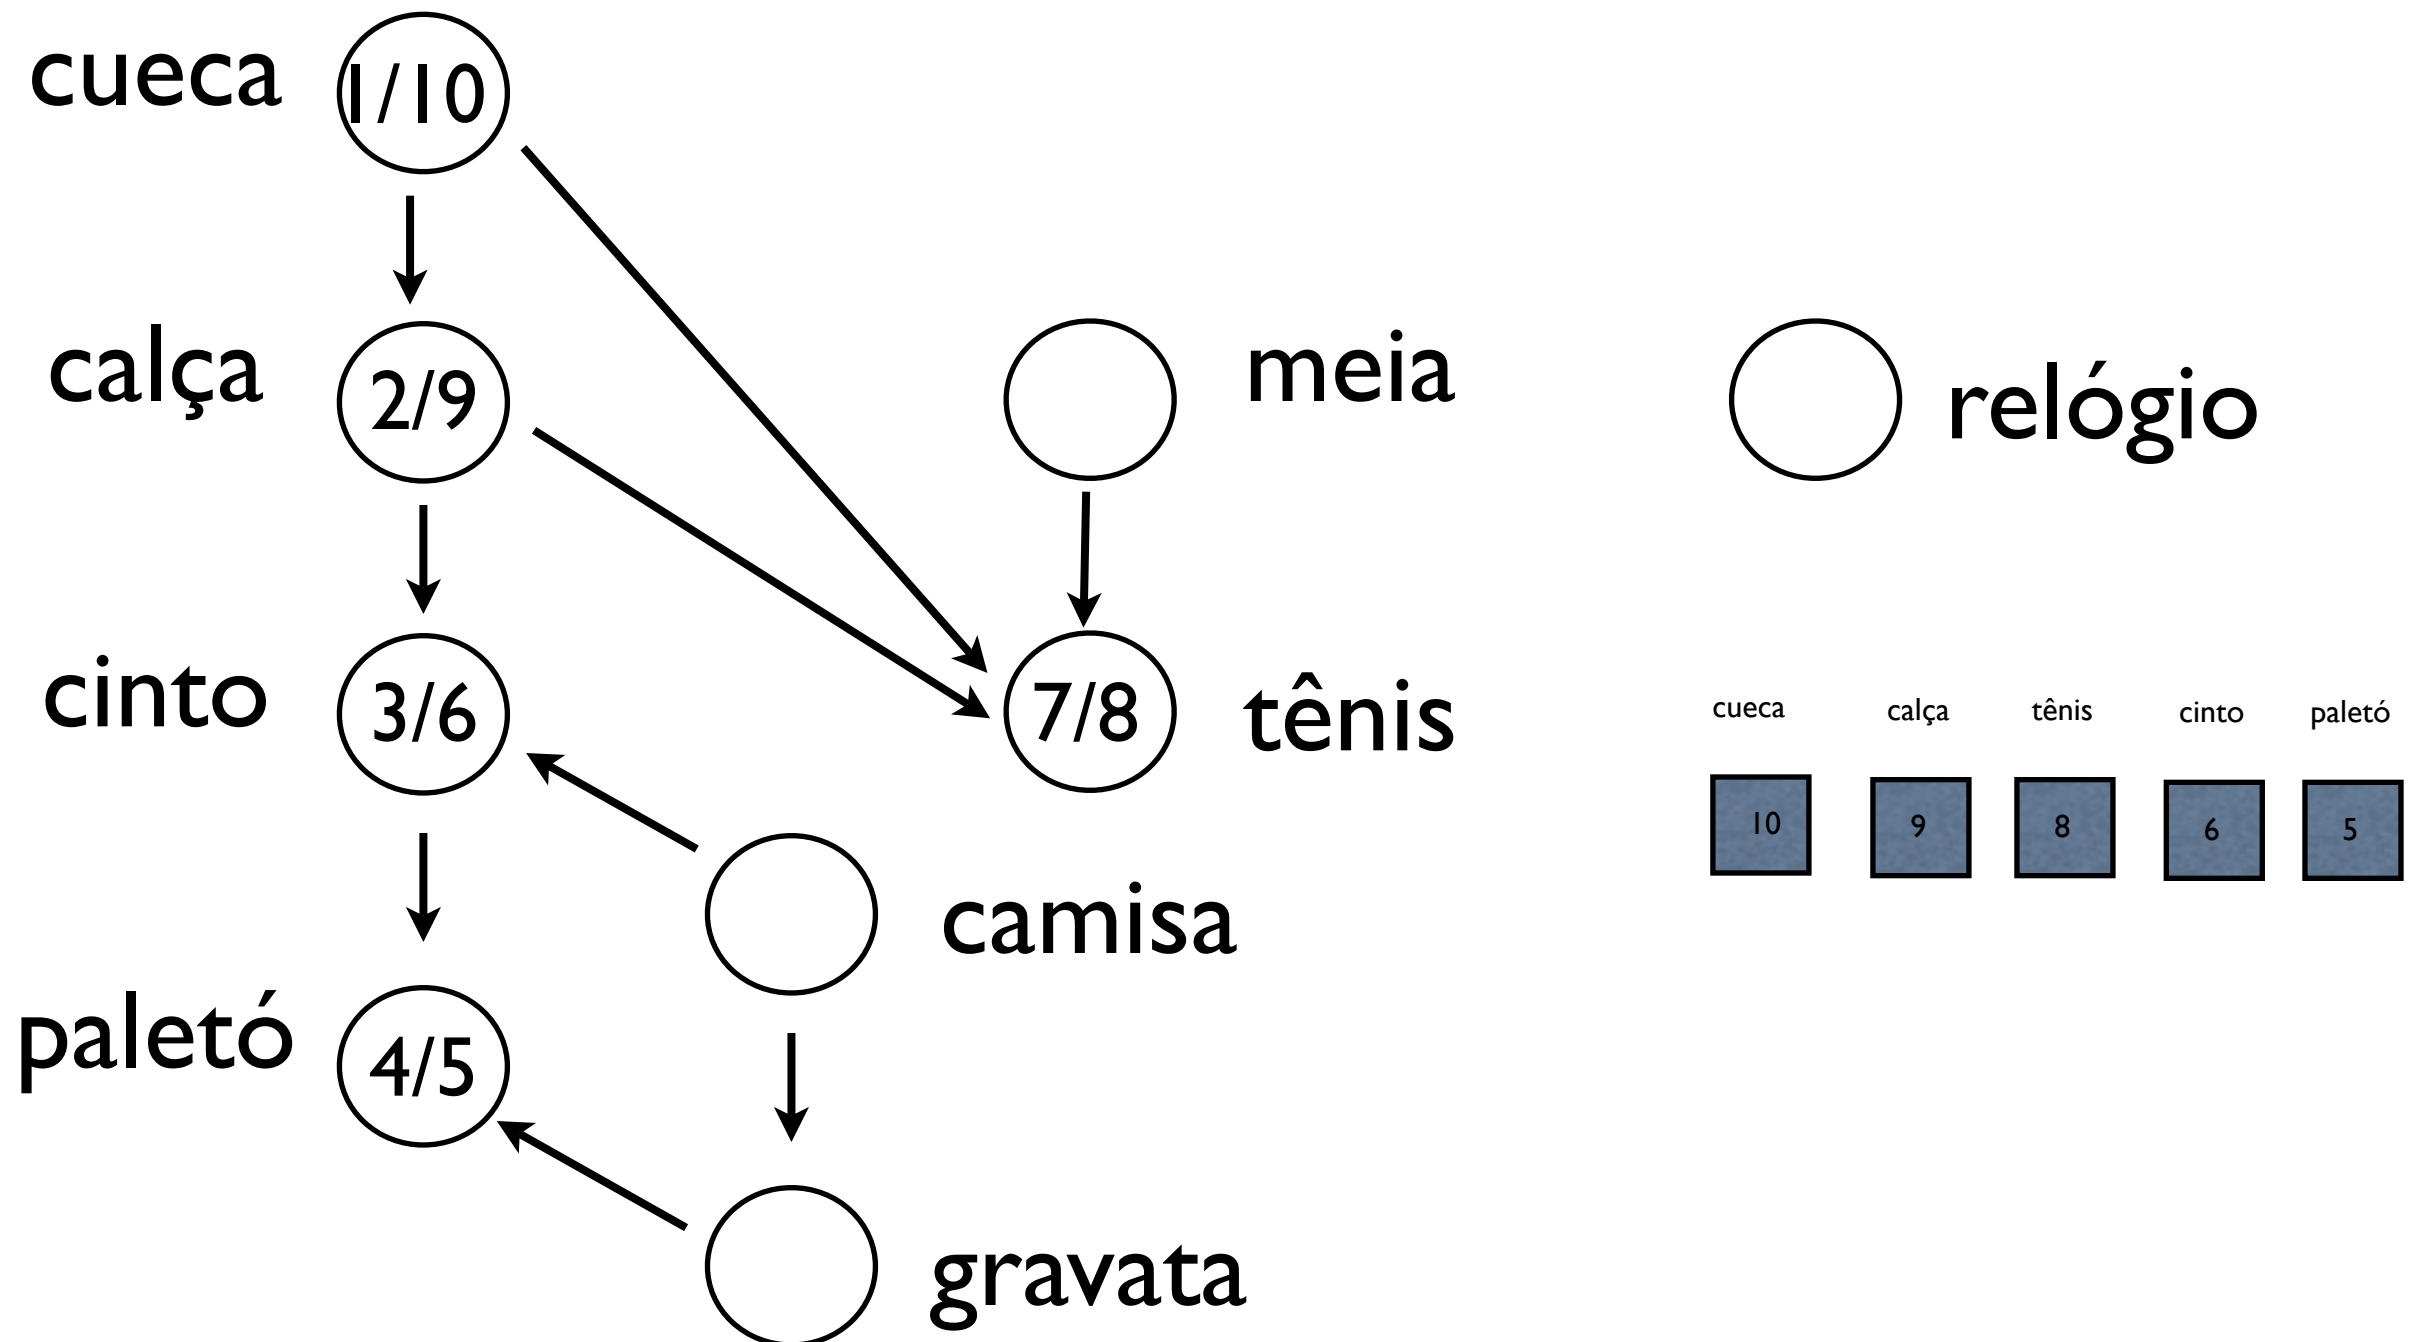 cueca 1/10
calça 2/9
meia
relógio
cinto 3/6
7/8 tênis
cueca calça tênis cinto paletó
10 9 8 6 5
camisa
paletó 4/5
gravata